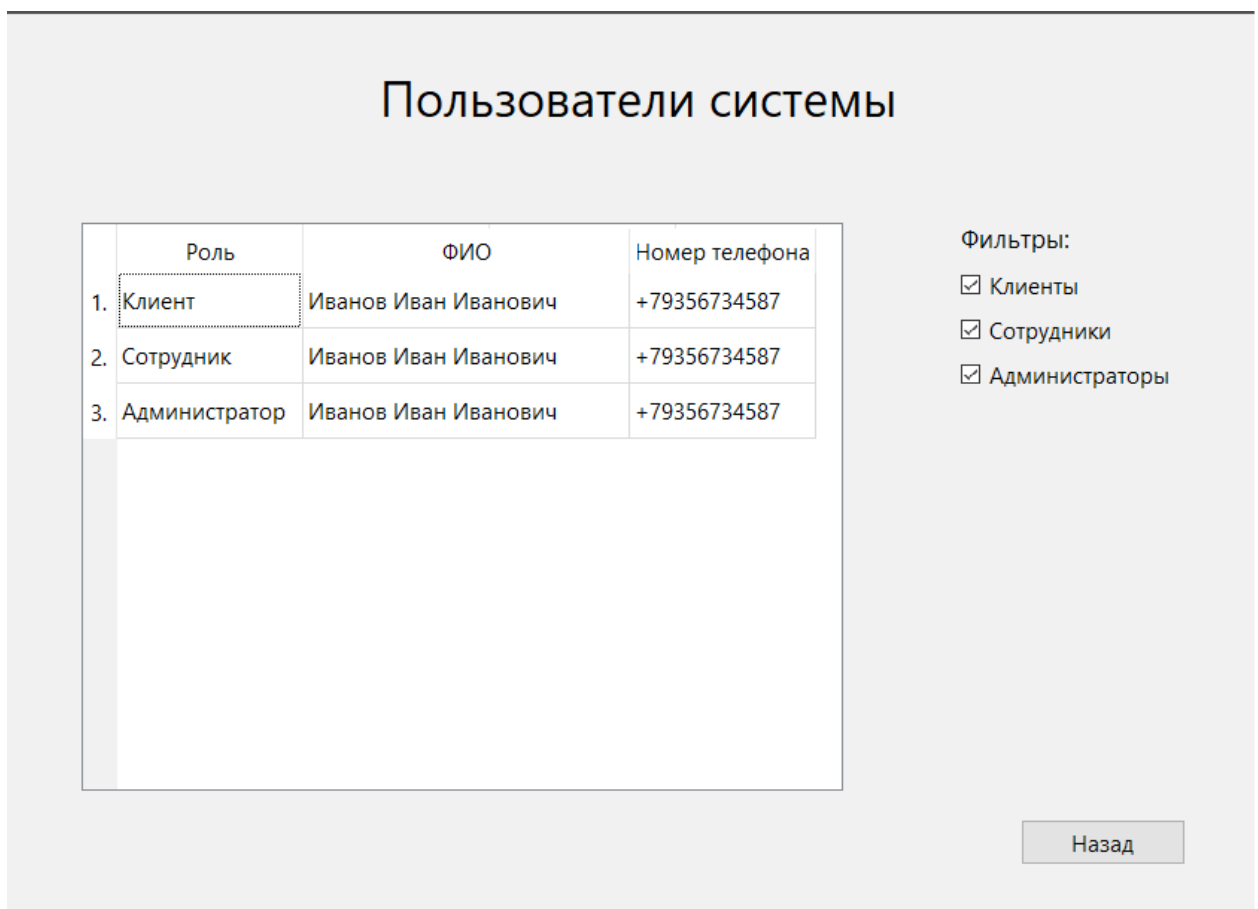 Пользователи системы
Роль ФИО Номер телефона
1. Клиент Иванов Иван Иванович +79356734587
2. Сотрудник Иванов Иван Иванович +79356734587
3. Администратор Иванов Иван Иванович +79356734587
Фильтры:
Клиенты
Сотрудники
Администраторы
Назад